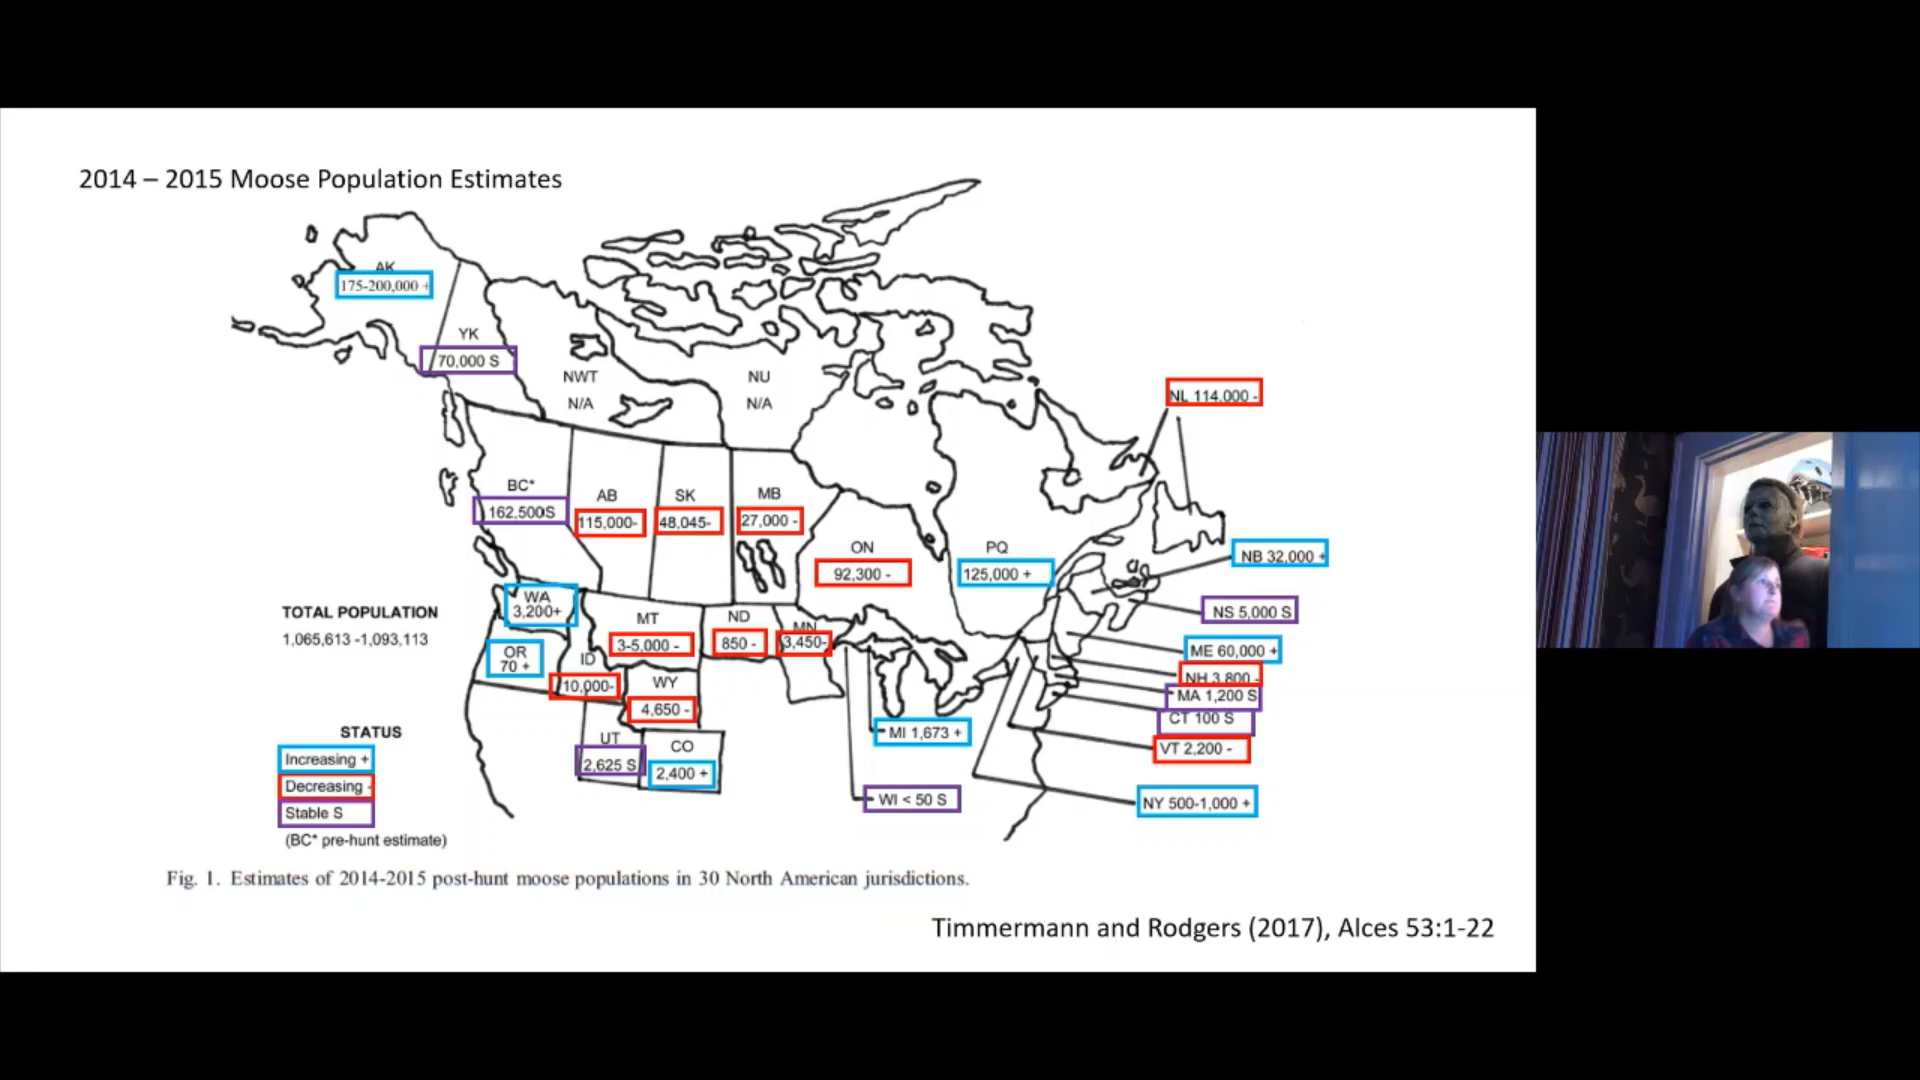 2014 – 2015 Moose Population Estimates
AK
175-200,000 +
YK
70,000 S
NWT
N/A
NU
N/A
NL 114,000 -
BC*
162,500S
AB
115,000-
SK
48,045-
MB
27,000 -
ON
92,300 -
PQ
125,000 +
NB 32,000 +
WA
3,200+
OR
70 +
ID
10,000-
MT
3-5,000 -
ND
850 -
MN
3,450-
WY
4,650 -
UT
2,625 S
CO
2,400 +
NS 5,000 S
ME 60,000 +
NH 3,800 -
MA 1,200 S
CT 100 S
VT 2,200 -
MI 1,673 +
WI < 50 S
NY 500-1,000 +
TOTAL POPULATION
1,065,613 -1,093,113
STATUS
Increasing +
Decreasing -
Stable S
(BC* pre-hunt estimate)
Fig. 1. Estimates of 2014-2015 post-hunt moose populations in 30 North American jurisdictions.
Timmermann and Rodgers (2017), Alces 53:1-22